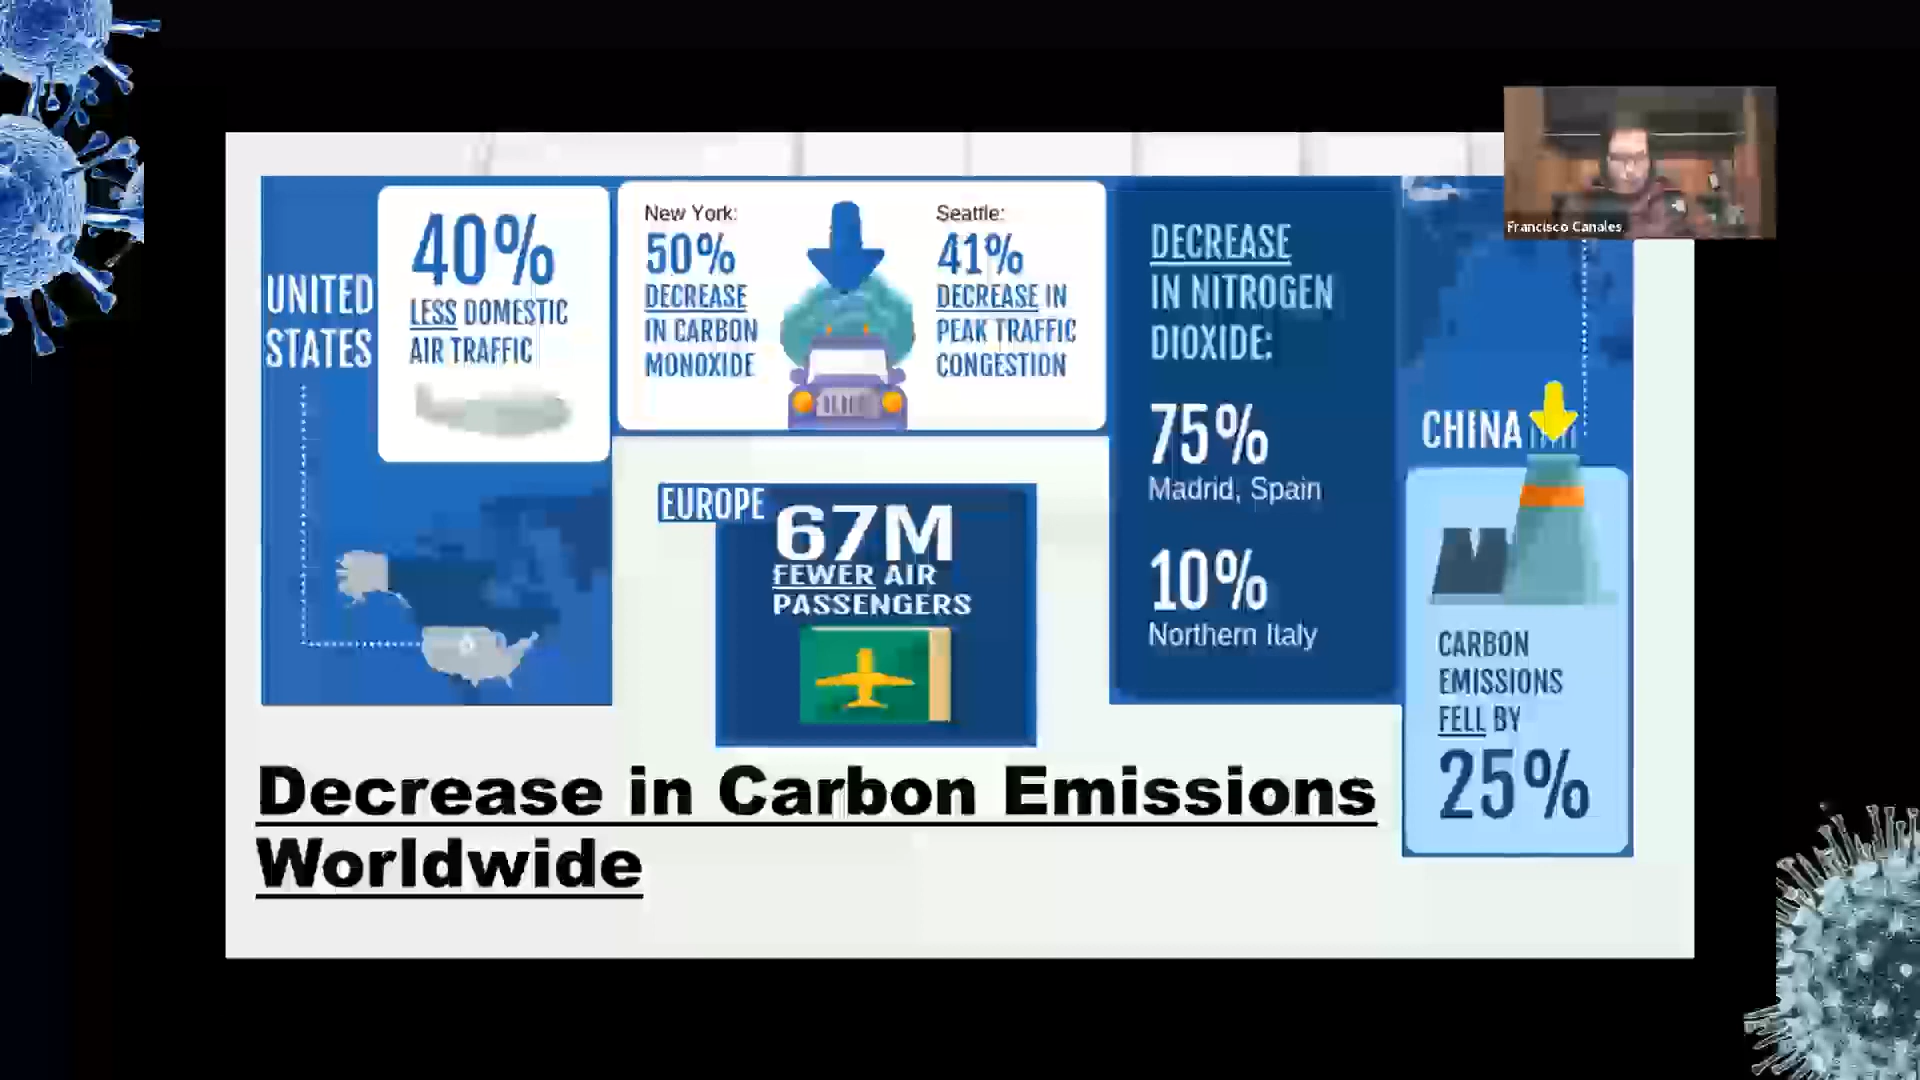 UNITED
STATES
40%
LESS DOMESTIC
AIR TRAFFIC
New York:
50%
DECREASE
IN CARBON
MONOXIDE
Seattle:
41%
DECREASE IN
PEAK TRAFFIC
CONGESTION
EUROPE
67M
FEWER AIR
PASSENGERS
DECREASE
IN NITROGEN
DIOXIDE:
75%
Madrid, Spain
10%
Northern Italy
Francisco Canales
CHINA
CARBON
EMISSIONS
FELL BY
25%
Decrease in Carbon Emissions
Worldwide